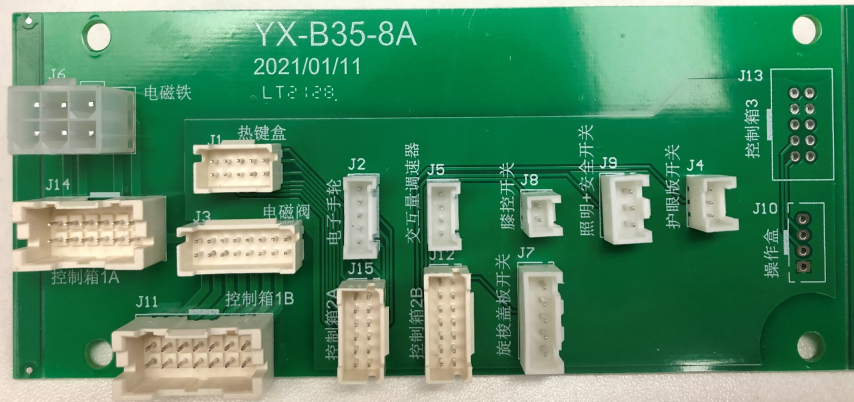 YX-B35-8A
2021/01/11
LT2128
J6
电磁铁
J13
控制箱3
J1
热键盒
J2
电子手轮
交互量调速器
J5
J8
膝控开关
照明+安全开关
J9
护眼版开关
J4
J14
控制箱1A
J3
电磁阀
J10
操作盒
J11
控制箱1B
J15
控制箱2A
J12
控制箱2B
J7
旋梭盖板开关